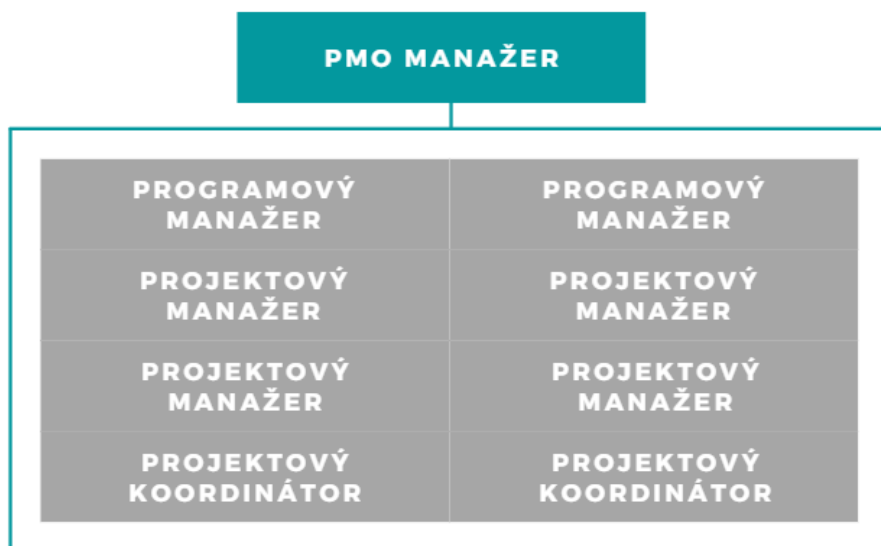 PMO MANAŽER
PROGRAMOVÝ
MANAŽER
PROGRAMOVÝ
MANAŽER
PROJEKTOVÝ
MANAŽER
PROJEKTOVÝ
MANAŽER
PROJEKTOVÝ
MANAŽER
PROJEKTOVÝ
MANAŽER
PROJEKTOVÝ
KOORDINÁTOR
PROJEKTOVÝ
KOORDINÁTOR